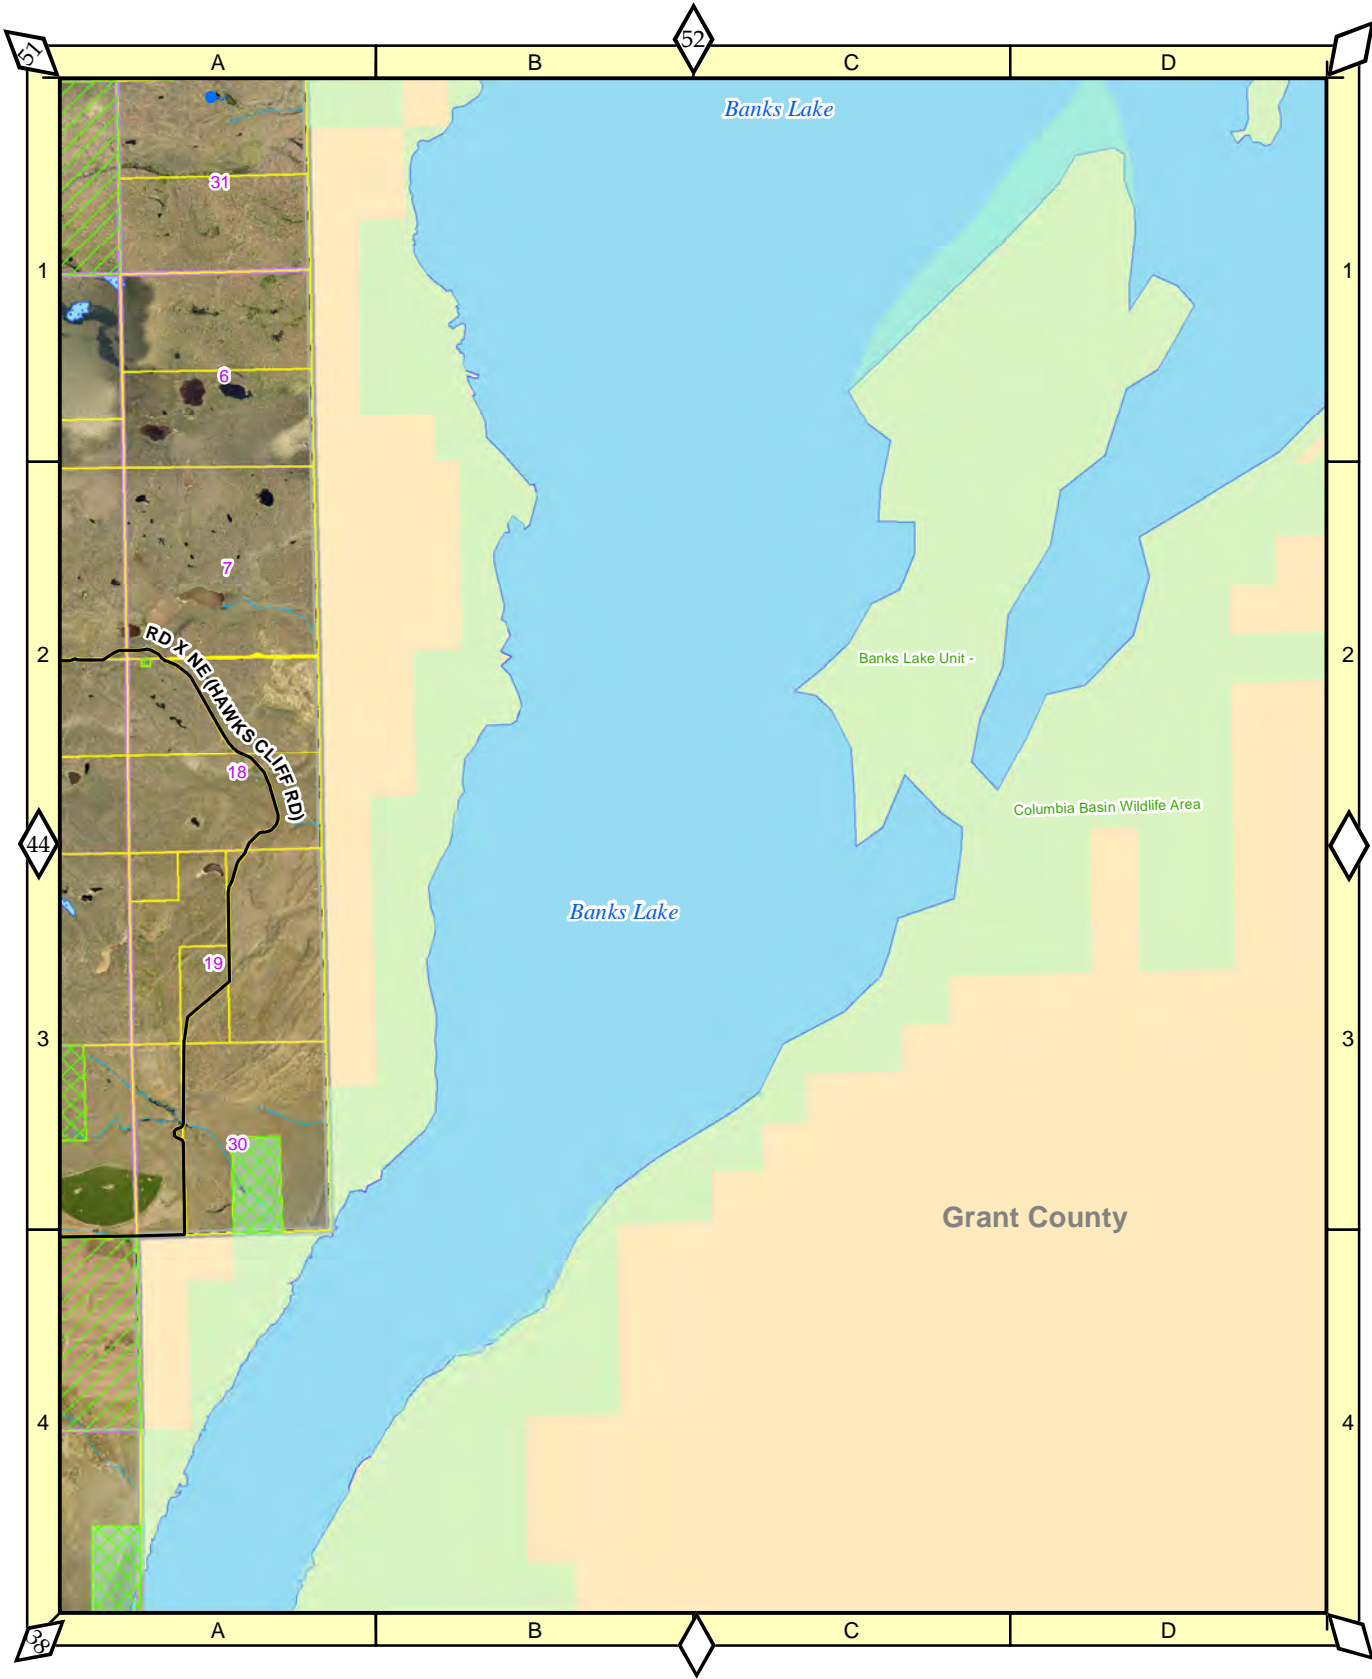 51
52
A
B
C
D
Banks Lake
31
1
1
6
7
RD X NE (HAWKS CLIFF RD)
2
2
Banks Lake Unit -
18
Columbia Basin Wildlife Area
44
Banks Lake
19
3
3
30
Grant County
4
4
38
A
B
C
D